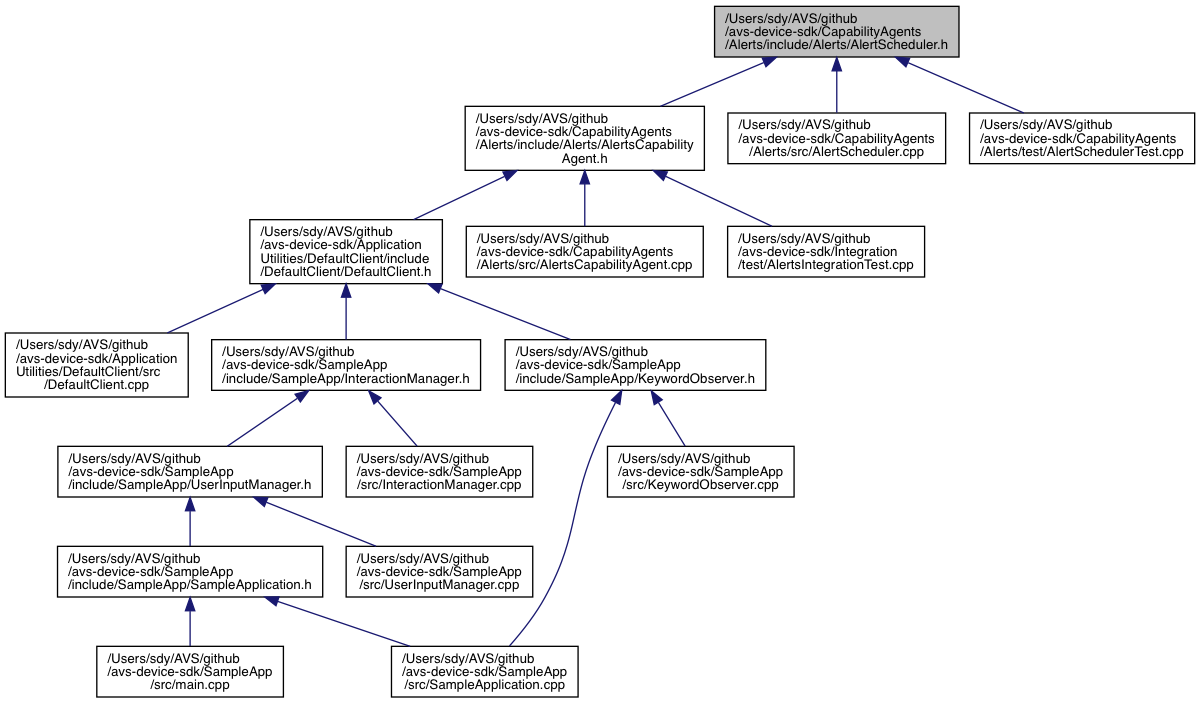 /Users/sdy/AVS/github
/avs-device-sdk/CapabilityAgents
/Alerts/include/Alerts/AlertScheduler.h
/Users/sdy/AVS/github
/avs-device-sdk/CapabilityAgents
/Alerts/include/Alerts/AlertsCapability
Agent.h
/Users/sdy/AVS/github
/avs-device-sdk/CapabilityAgents
/Alerts/src/AlertScheduler.cpp
/Users/sdy/AVS/github
/avs-device-sdk/CapabilityAgents
/Alerts/test/AlertSchedulerTest.cpp
/Users/sdy/AVS/github
/avs-device-sdk/Application
Utilities/DefaultClient/include
/DefaultClient/DefaultClient.h
/Users/sdy/AVS/github
/avs-device-sdk/CapabilityAgents
/Alerts/src/AlertsCapabilityAgent.cpp
/Users/sdy/AVS/github
/avs-device-sdk/Integration
/test/AlertsIntegrationTest.cpp
/Users/sdy/AVS/github
/avs-device-sdk/Application
Utilities/DefaultClient/src
/DefaultClient.cpp
/Users/sdy/AVS/github
/avs-device-sdk/SampleApp
/include/SampleApp/InteractionManager.h
/Users/sdy/AVS/github
/avs-device-sdk/SampleApp
/include/SampleApp/KeywordObserver.h
/Users/sdy/AVS/github
/avs-device-sdk/SampleApp
/include/SampleApp/UserInputManager.h
/Users/sdy/AVS/github
/avs-device-sdk/SampleApp
/src/InteractionManager.cpp
/Users/sdy/AVS/github
/avs-device-sdk/SampleApp
/src/KeywordObserver.cpp
/Users/sdy/AVS/github
/avs-device-sdk/SampleApp
/include/SampleApp/SampleApplication.h
/Users/sdy/AVS/github
/avs-device-sdk/SampleApp
/src/UserInputManager.cpp
/Users/sdy/AVS/github
/avs-device-sdk/SampleApp
/src/main.cpp
/Users/sdy/AVS/github
/avs-device-sdk/SampleApp
/src/SampleApplication.cpp